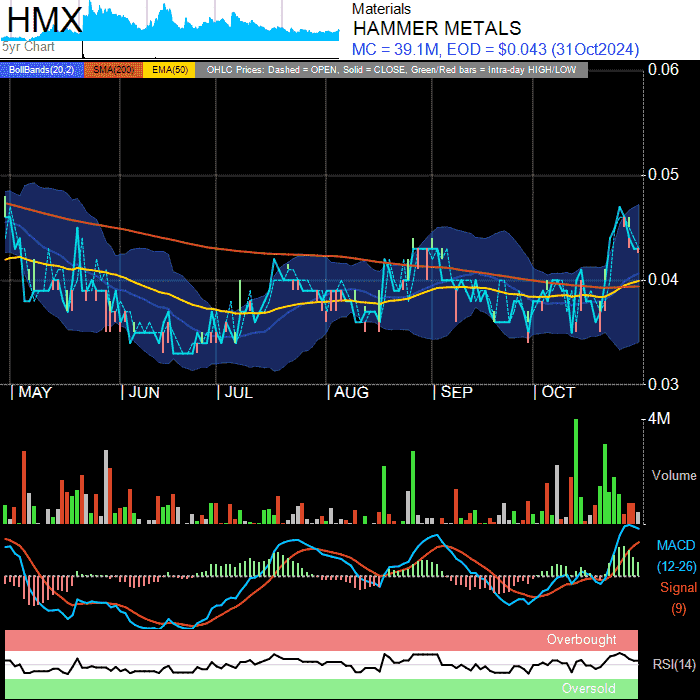 HMX
5yr Chart
Materials
HAMMER METALS
MC = 39.1M, EOD = $0.043 (31Oct2024)
BollBands(20,2) SMA(200) EMA(50) OHLC Prices: Dashed = OPEN, Solid = CLOSE, Green/Red bars = Intra-day HIGH/LOW
0.06
0.05
0.04
0.03
MAY JUN JUL AUG SEP OCT
4M
Volume
MACD
(12-26)
Signal
(9)
Overbought
RSI(14)
Oversold